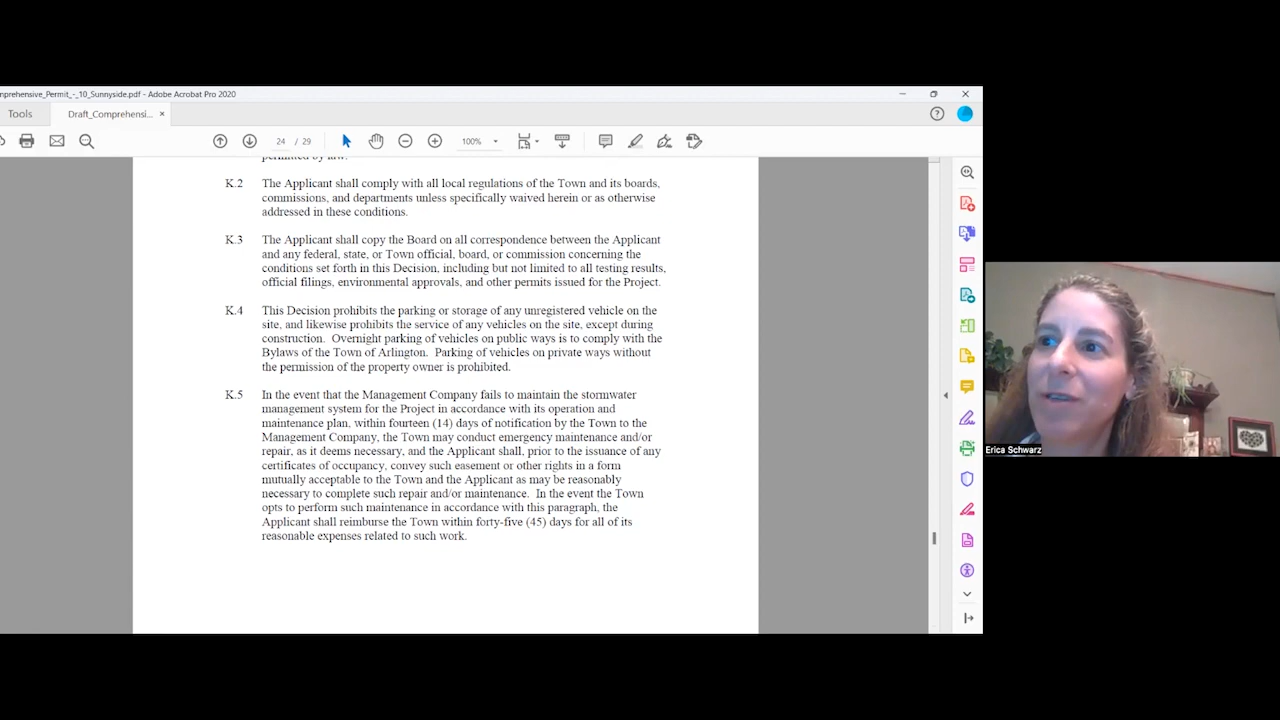 nprehensive_Permit_-_10_Sunnyside.pdf - Adobe Acrobat Pro 2020
Tools
Draft_Comprehensi...
24 / 29
100%
permitted by law.
K.2 The Applicant shall comply with all local regulations of the Town and its boards,
commissions, and departments unless specifically waived herein or as otherwise
addressed in these conditions.
K.3 The Applicant shall copy the Board on all correspondence between the Applicant
and any federal, state, or Town official, board, or commission concerning the
conditions set forth in this Decision, including but not limited to all testing results,
official filings, environmental approvals, and other permits issued for the Project.
K.4 This Decision prohibits the parking or storage of any unregistered vehicle on the
site, and likewise prohibits the service of any vehicles on the site, except during
construction. Overnight parking of vehicles on public ways is to comply with the
Bylaws of the Town of Arlington. Parking of vehicles on private ways without
the permission of the property owner is prohibited.
K.5 In the event that the Management Company fails to maintain the stormwater
management system for the Project in accordance with its operation and
maintenance plan, within fourteen (14) days of notification by the Town to the
Management Company, the Town may conduct emergency maintenance and/or
repair, as it deems necessary, and the Applicant shall, prior to the issuance of any
certificates of occupancy, convey such easement or other rights in a form
mutually acceptable to the Town and the Applicant as may be reasonably
necessary to complete such repair and/or maintenance. In the event the Town
opts to perform such maintenance in accordance with this paragraph, the
Applicant shall reimburse the Town within forty-five (45) days for all of its
reasonable expenses related to such work.
Erica Schwarz